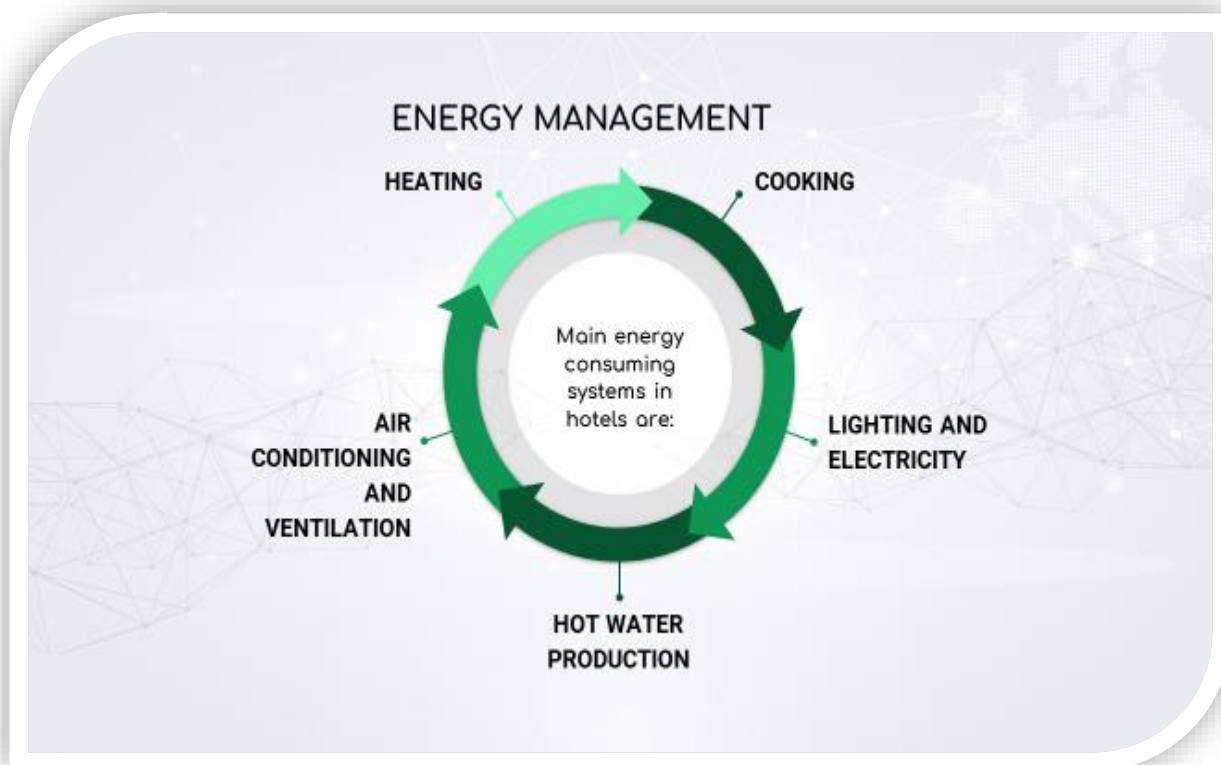 ENERGY MANAGEMENT
HEATING
COOKING
Main energy
consuming
systems in
hotels are:
AIR
CONDITIONING
AND
VENTILATION
LIGHTING AND
ELECTRICITY
HOT WATER
PRODUCTION